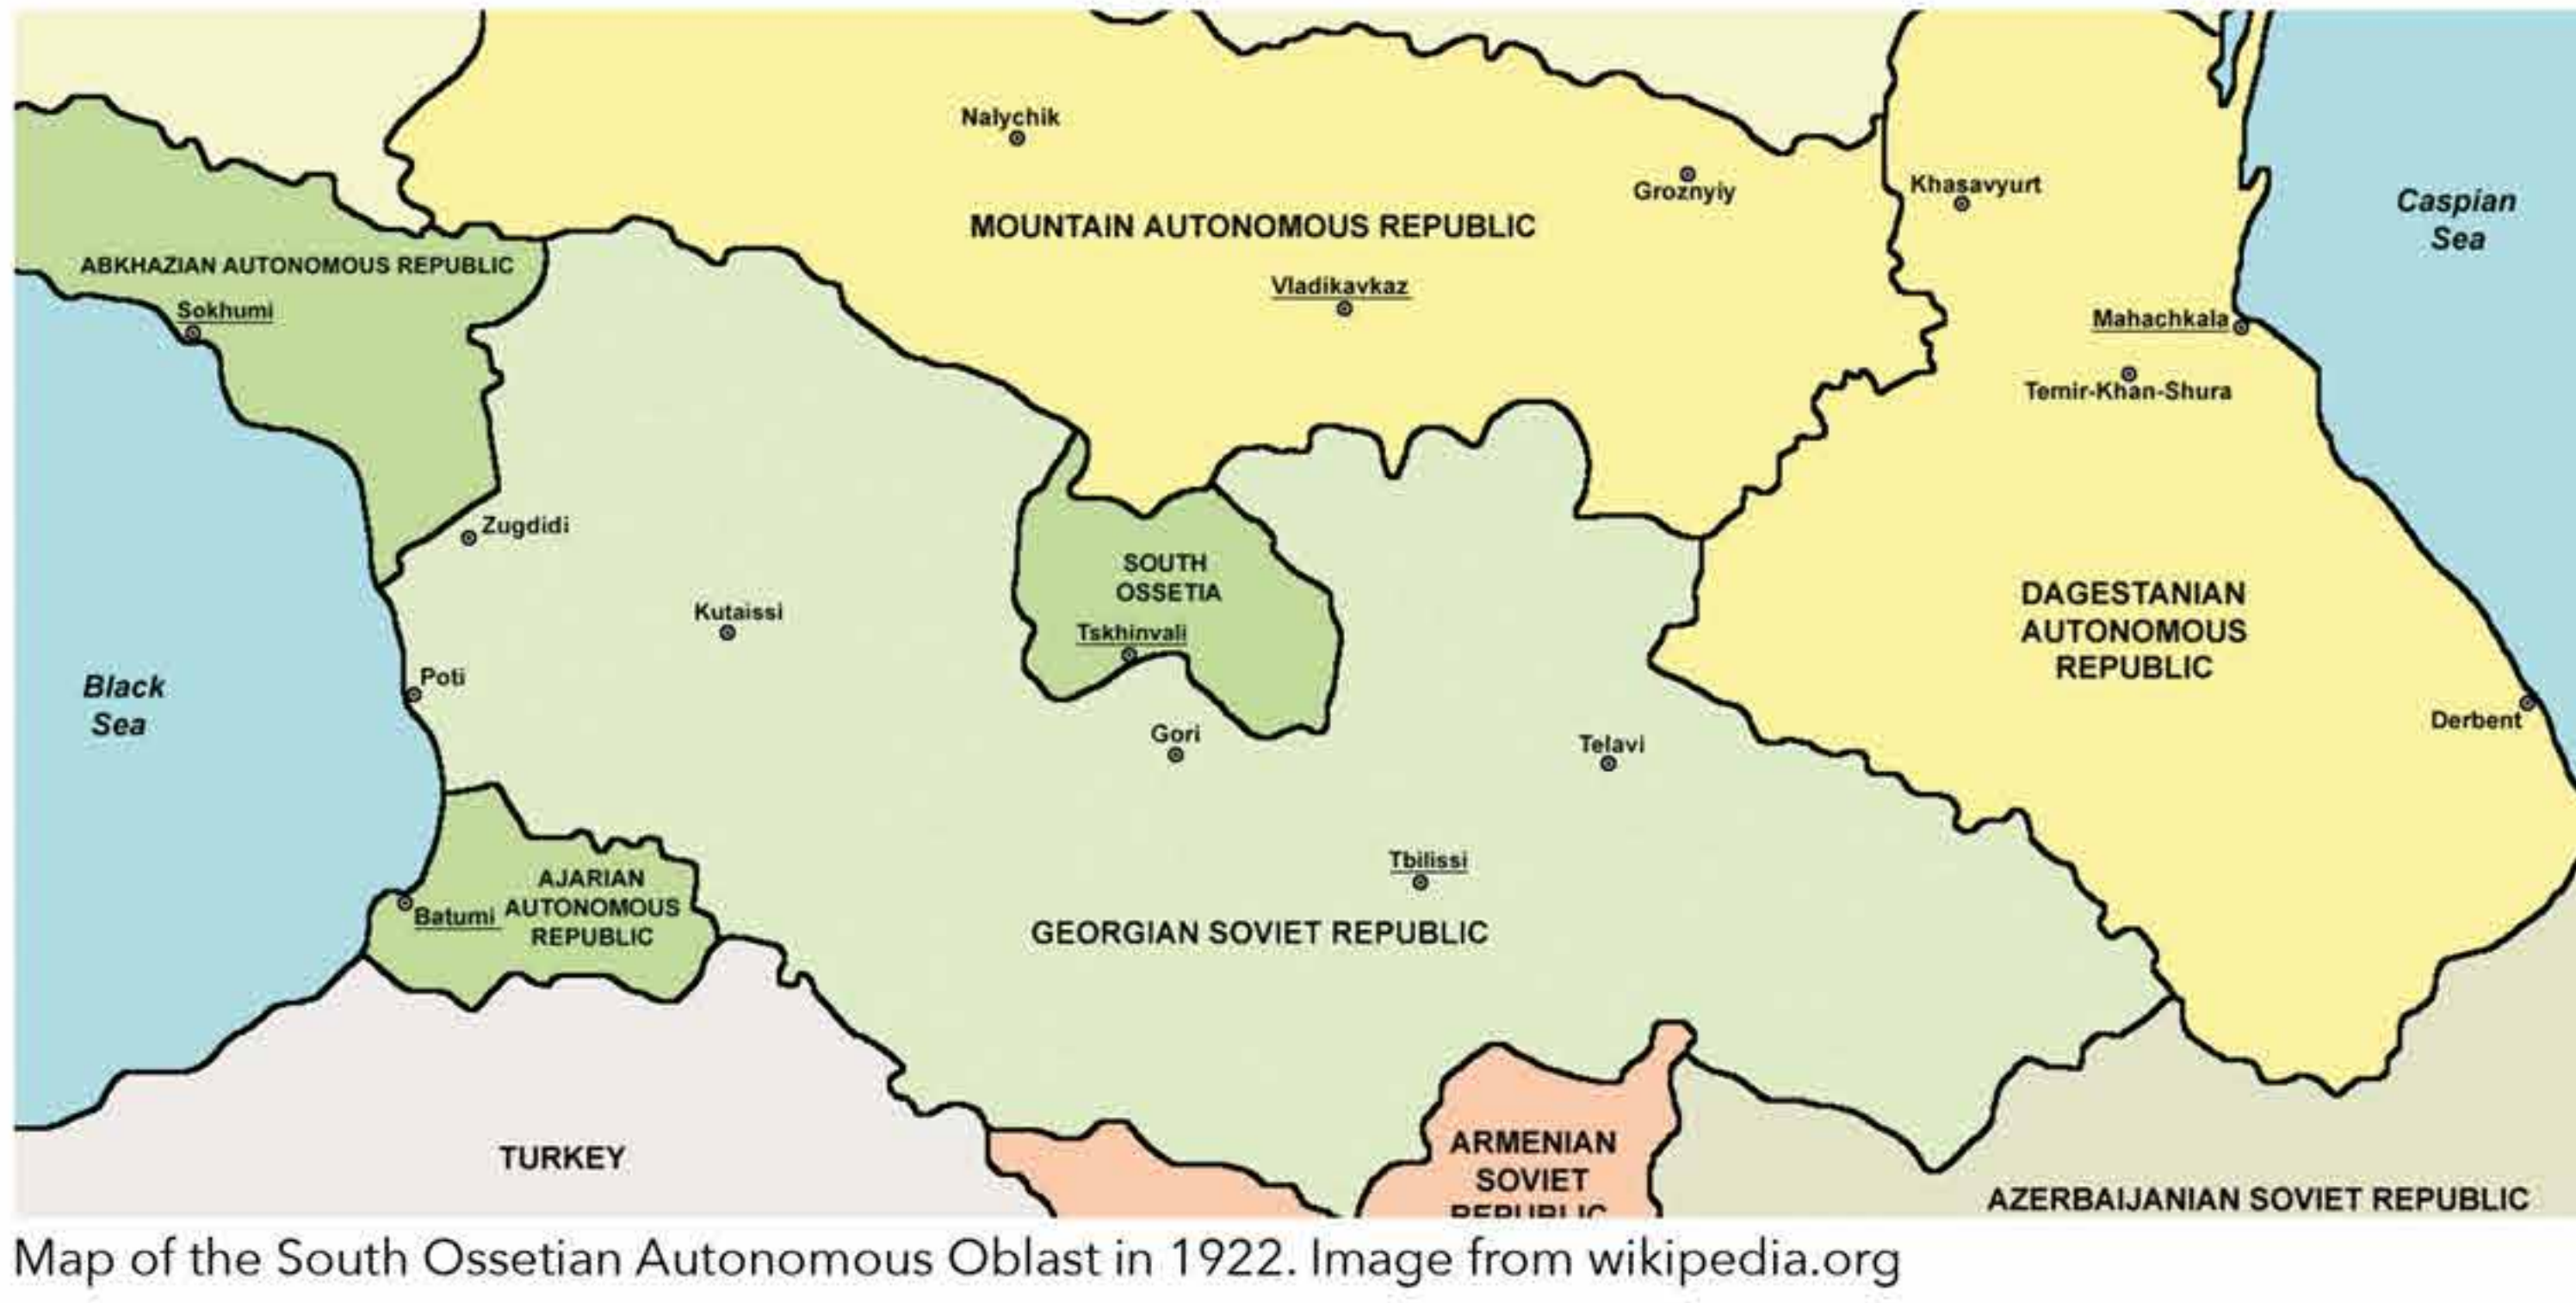 Nalychik
Groznyiy
Khasavyurt
Caspian
Sea
MOUNTAIN AUTONOMOUS REPUBLIC
ABKHAZIAN AUTONOMOUS REPUBLIC
Vladikavkaz
Sokhumi
Mahachkala
Temir-Khan-Shura
Zugdidi
SOUTH
OSSETIA
Tskhinvali
Kutaissi
DAGESTANIAN
AUTONOMOUS
REPUBLIC
Black
Sea
Poti
Gori
Telavi
Derbent
Tbilissi
AJARIAN
AUTONOMOUS
REPUBLIC
Batumi
GEORGIAN SOVIET REPUBLIC
TURKEY
ARMENIAN
SOVIET
REPUBLIC
AZERBAIJANIAN SOVIET REPUBLIC
Map of the South Ossetian Autonomous Oblast in 1922. Image from wikipedia.org